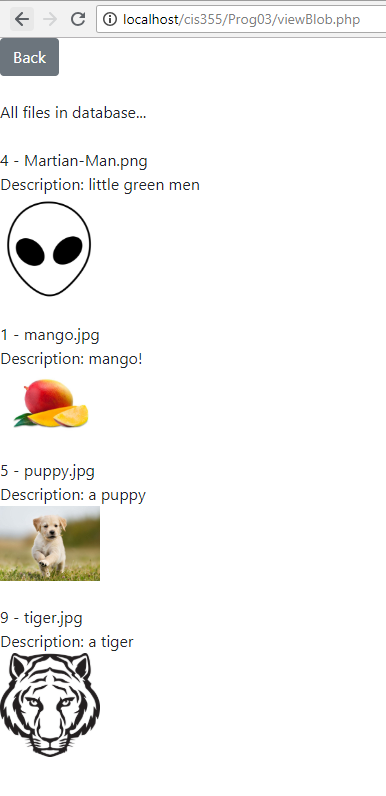 localhost/cis355/Prog03/viewBlob.php
Back
All files in database...
4 - Martian-Man.png
Description: little green men
1 - mango.jpg
Description: mango!
5 - puppy.jpg
Description: a puppy
9 - tiger.jpg
Description: a tiger